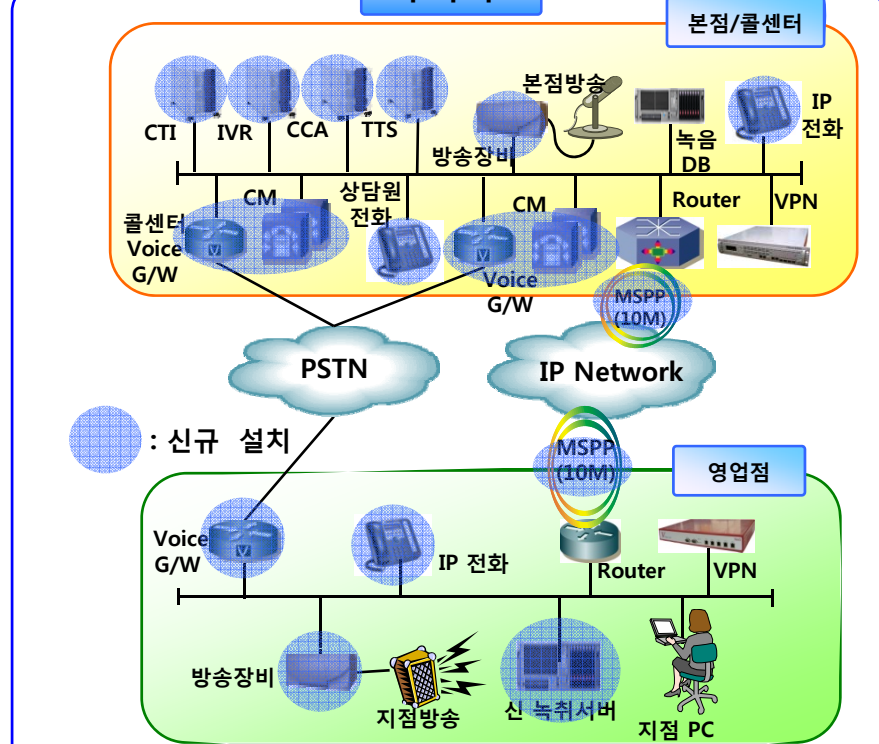 본점/콜센터
본점방송
IP
전화
CTI
IVR
CCA
TTS
방송장비
녹음
DB
CM
상담원
전화
CM
Router
VPN
콜센터
Voice
G/W
Voice
G/W
MSPP
(10M)
PSTN
IP Network
: 신규 설치
MSPP
(10M)
영업점
Voice
G/W
IP 전화
Router
VPN
방송장비
지점방송
신 녹취서버
지점 PC